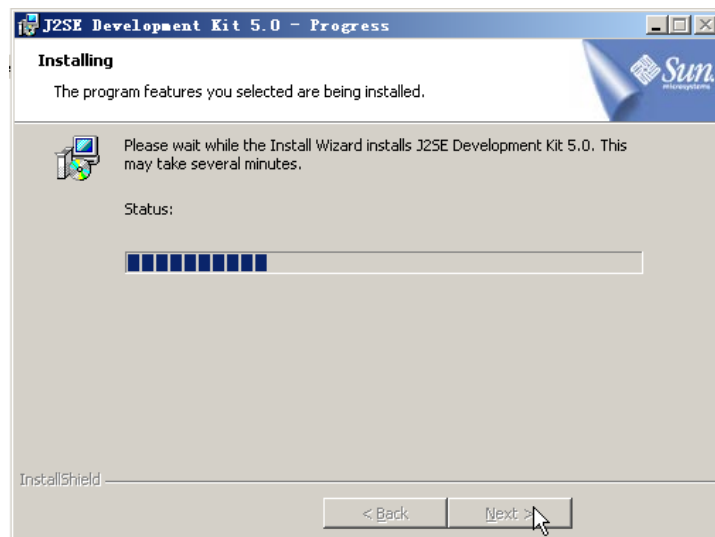 J2SE Development Kit 5.0 - Progress
Installing
The program features you selected are being installed.
Sun
microsystems
Please wait while the Install Wizard installs J2SE Development Kit 5.0. This
may take several minutes.
Status:
InstallShield
< Back
Next >